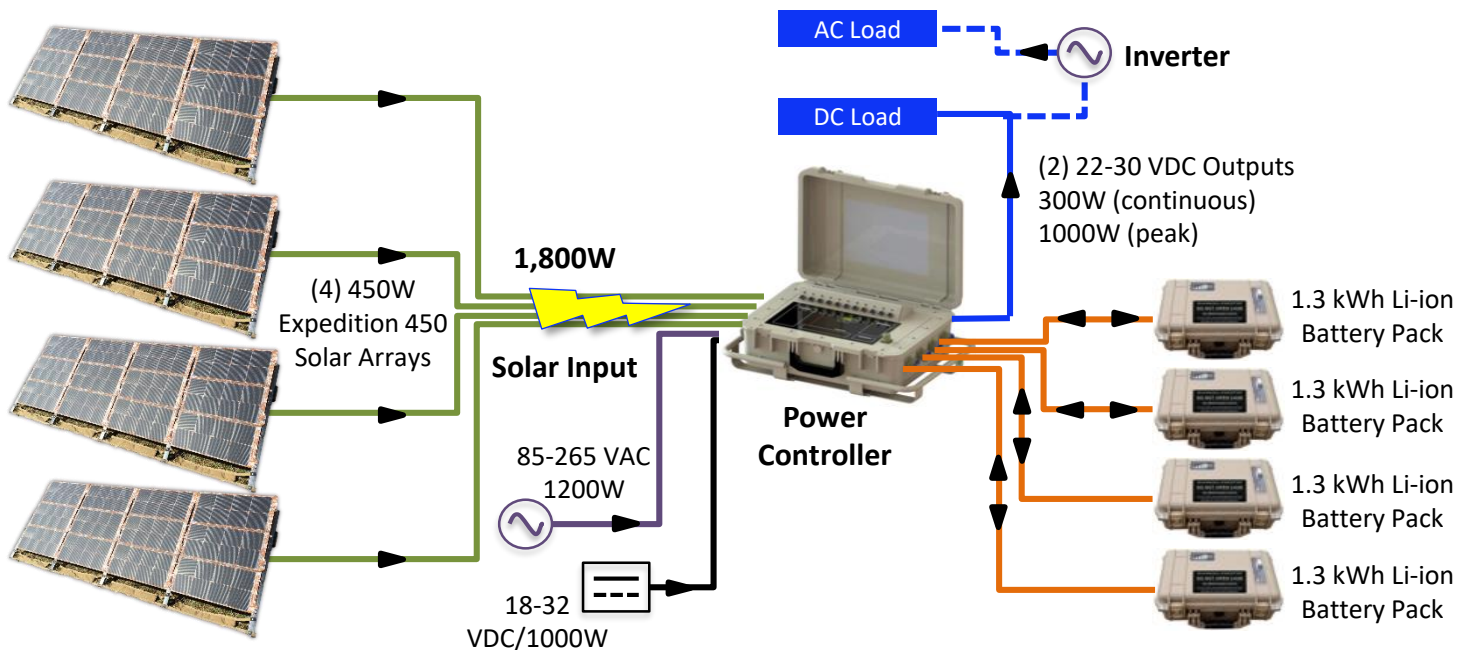 AC Load
Inverter
DC Load
(2) 22-30 VDC Outputs
300W (continuous)
1000W (peak)
1,800W
(4) 450W
Expedition 450
Solar Arrays
Solar Input
Power
Controller
85-265 VAC
1200W
18-32
VDC/1000W
1.3 kWh Li-ion
Battery Pack
1.3 kWh Li-ion
Battery Pack
1.3 kWh Li-ion
Battery Pack
1.3 kWh Li-ion
Battery Pack